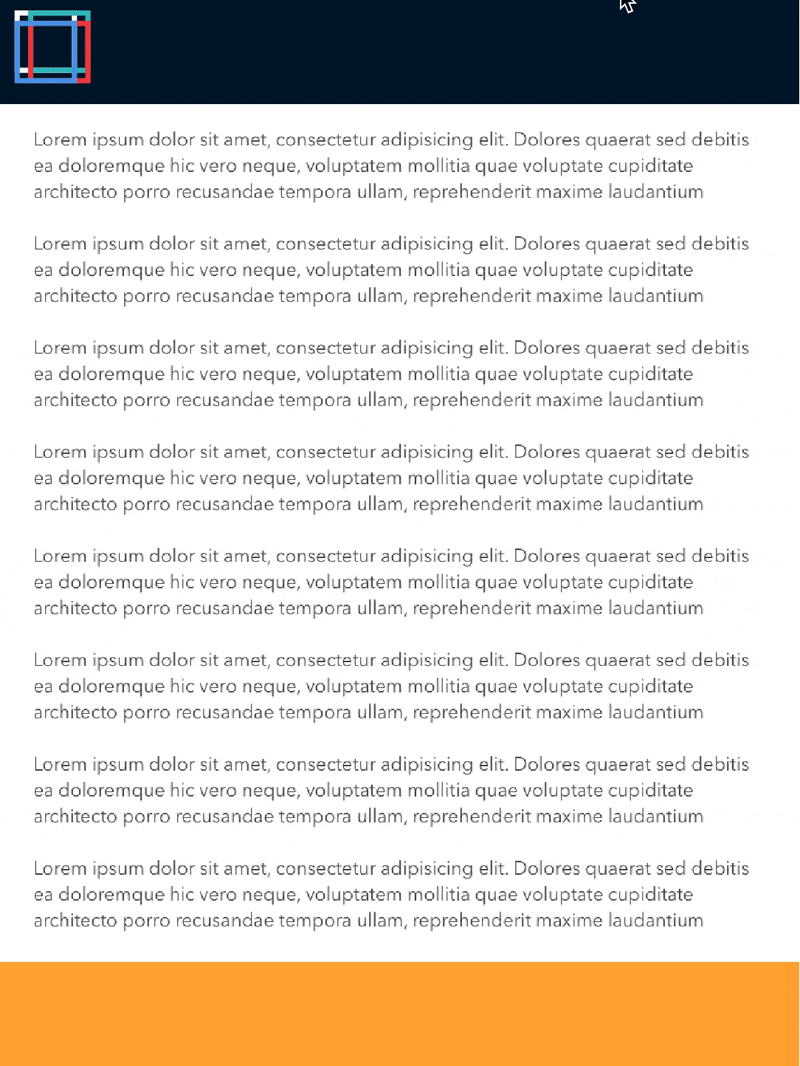 Lorem ipsum dolor sit amet, consectetur adipisicing elit. Dolores quaerat sed debitis
ea doloremque hic vero neque, voluptatem mollitia quae voluptate cupiditate
architecto porro recusandae tempora ullam, reprehenderit maxime laudantium
Lorem ipsum dolor sit amet, consectetur adipisicing elit. Dolores quaerat sed debitis
ea doloremque hic vero neque, voluptatem mollitia quae voluptate cupiditate
architecto porro recusandae tempora ullam, reprehenderit maxime laudantium
Lorem ipsum dolor sit amet, consectetur adipisicing elit. Dolores quaerat sed debitis
ea doloremque hic vero neque, voluptatem mollitia quae voluptate cupiditate
architecto porro recusandae tempora ullam, reprehenderit maxime laudantium
Lorem ipsum dolor sit amet, consectetur adipisicing elit. Dolores quaerat sed debitis
ea doloremque hic vero neque, voluptatem mollitia quae voluptate cupiditate
architecto porro recusandae tempora ullam, reprehenderit maxime laudantium
Lorem ipsum dolor sit amet, consectetur adipisicing elit. Dolores quaerat sed debitis
ea doloremque hic vero neque, voluptatem mollitia quae voluptate cupiditate
architecto porro recusandae tempora ullam, reprehenderit maxime laudantium
Lorem ipsum dolor sit amet, consectetur adipisicing elit. Dolores quaerat sed debitis
ea doloremque hic vero neque, voluptatem mollitia quae voluptate cupiditate
architecto porro recusandae tempora ullam, reprehenderit maxime laudantium
Lorem ipsum dolor sit amet, consectetur adipisicing elit. Dolores quaerat sed debitis
ea doloremque hic vero neque, voluptatem mollitia quae voluptate cupiditate
architecto porro recusandae tempora ullam, reprehenderit maxime laudantium
Lorem ipsum dolor sit amet, consectetur adipisicing elit. Dolores quaerat sed debitis
ea doloremque hic vero neque, voluptatem mollitia quae voluptate cupiditate
architecto porro recusandae tempora ullam, reprehenderit maxime laudantium